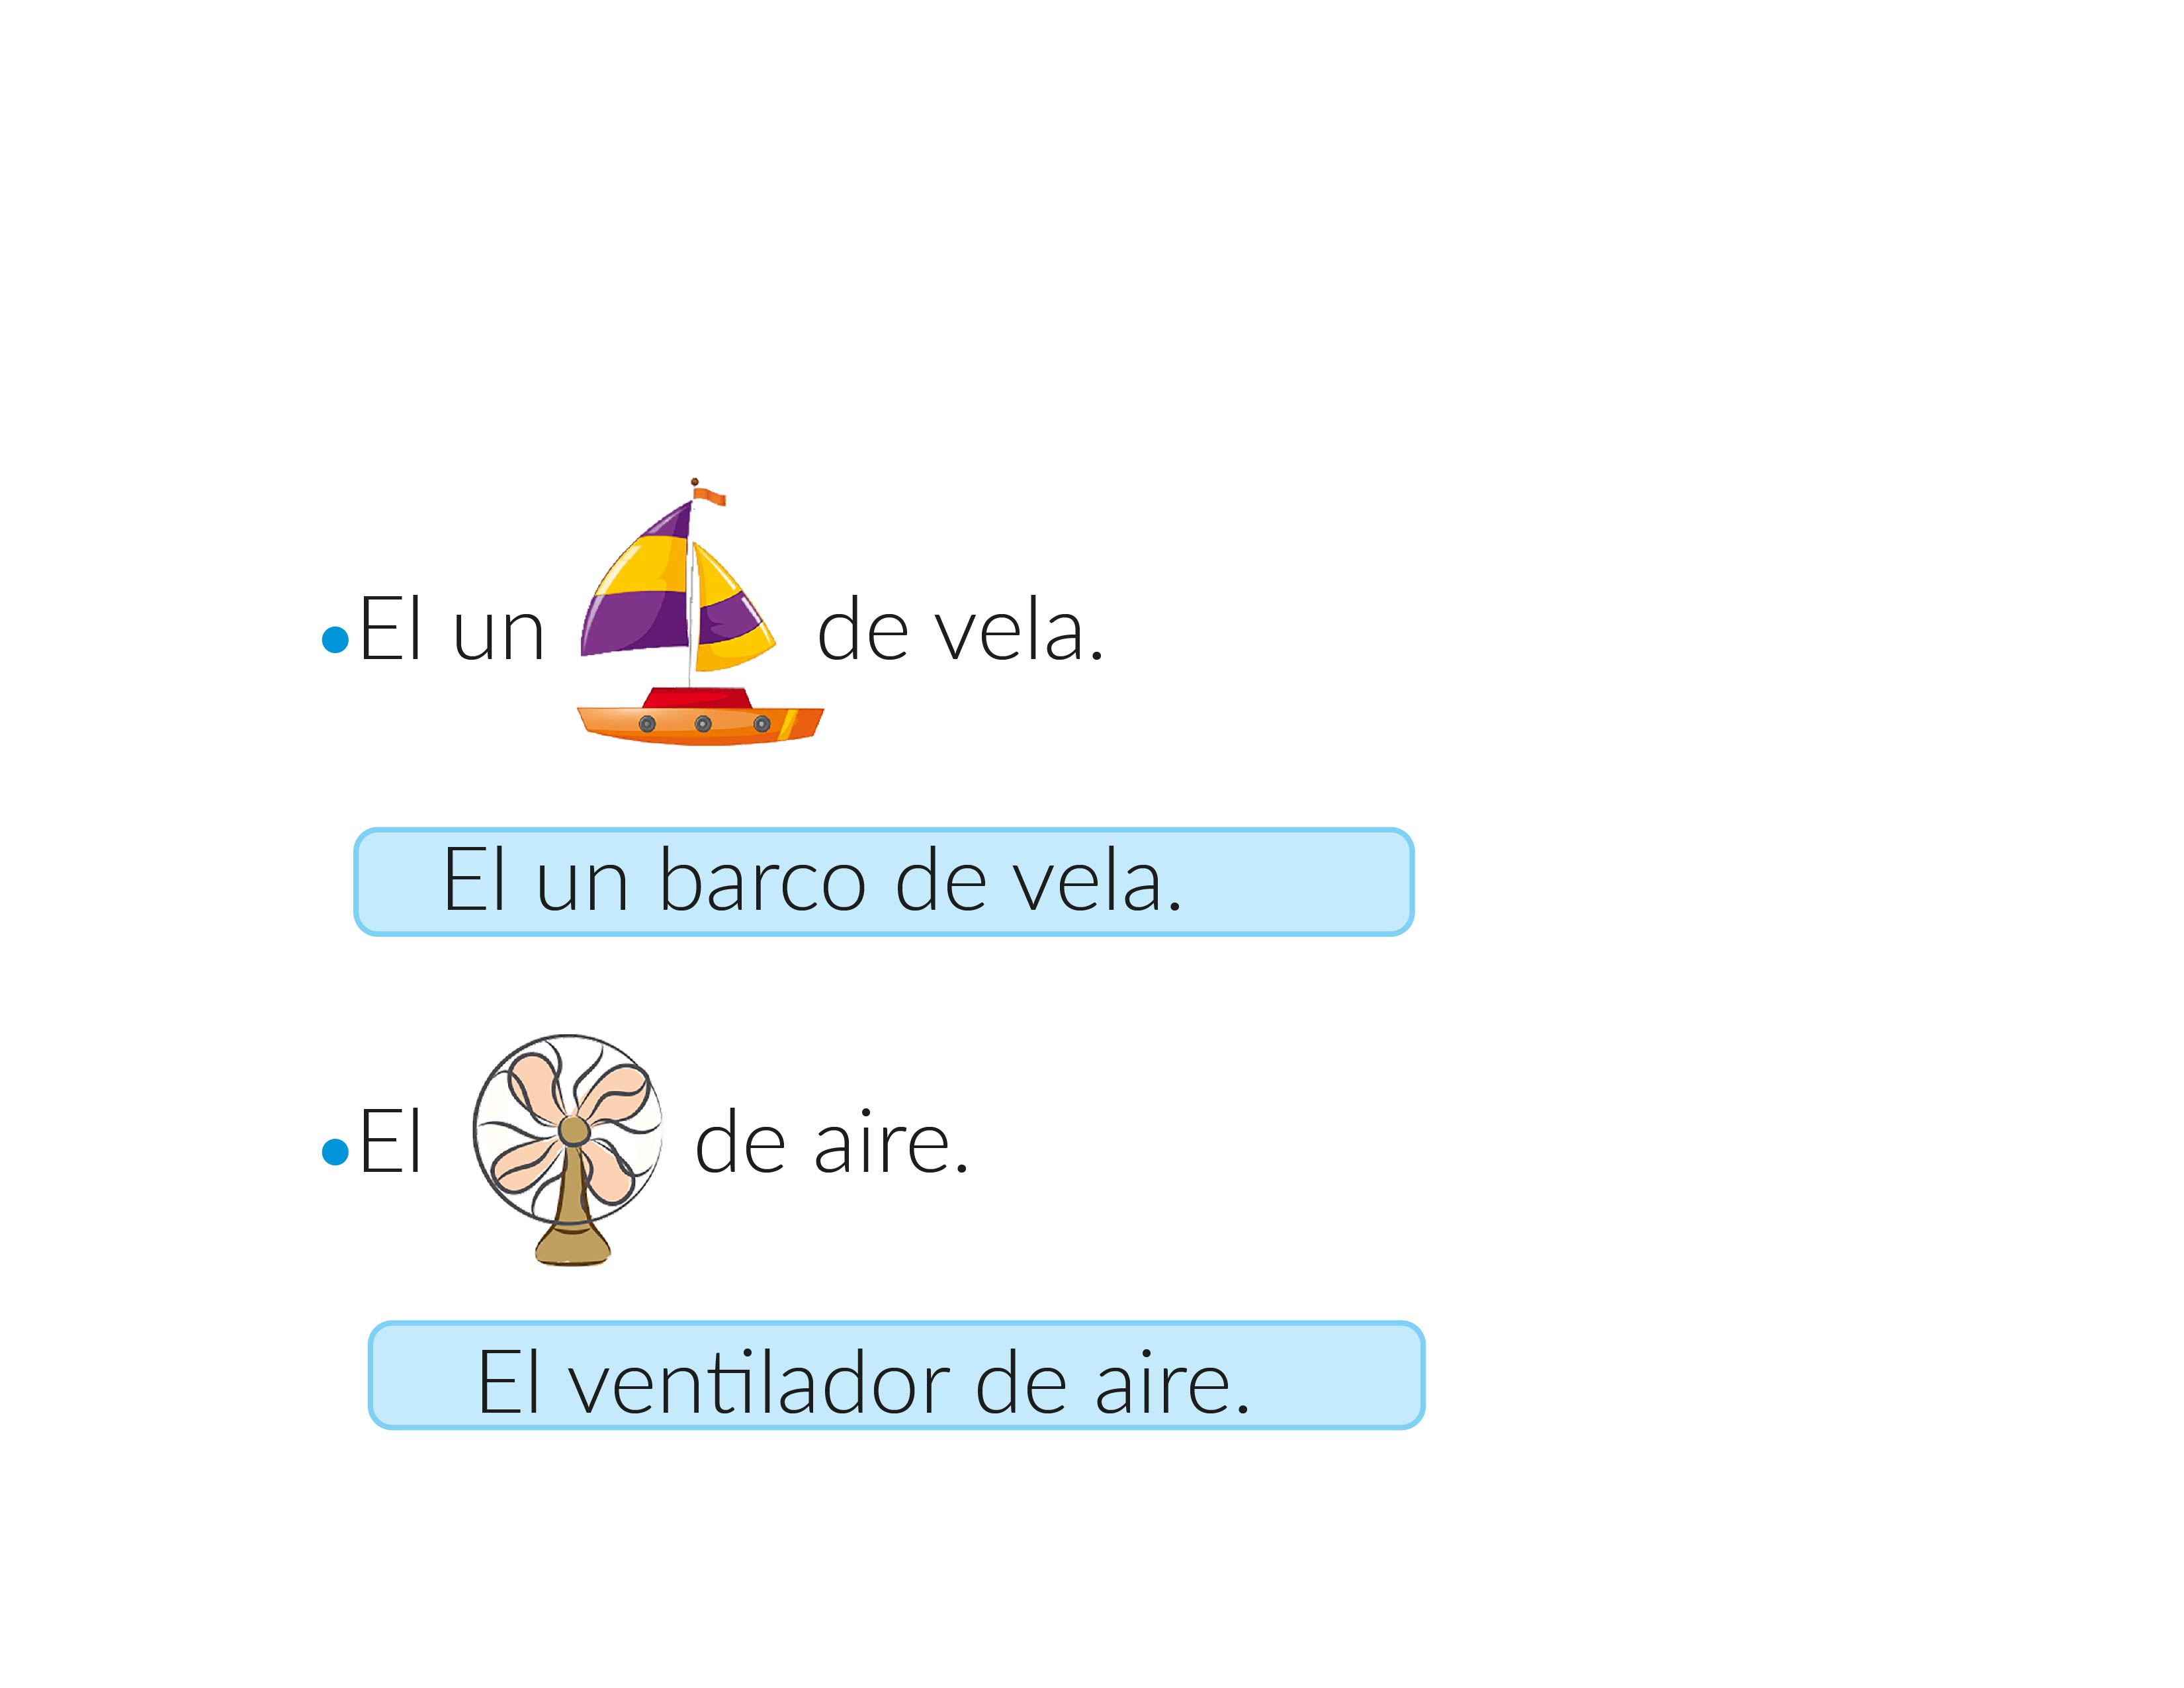 •El un de vela.
El un barco de vela.
•El de aire.
El ventilador de aire.